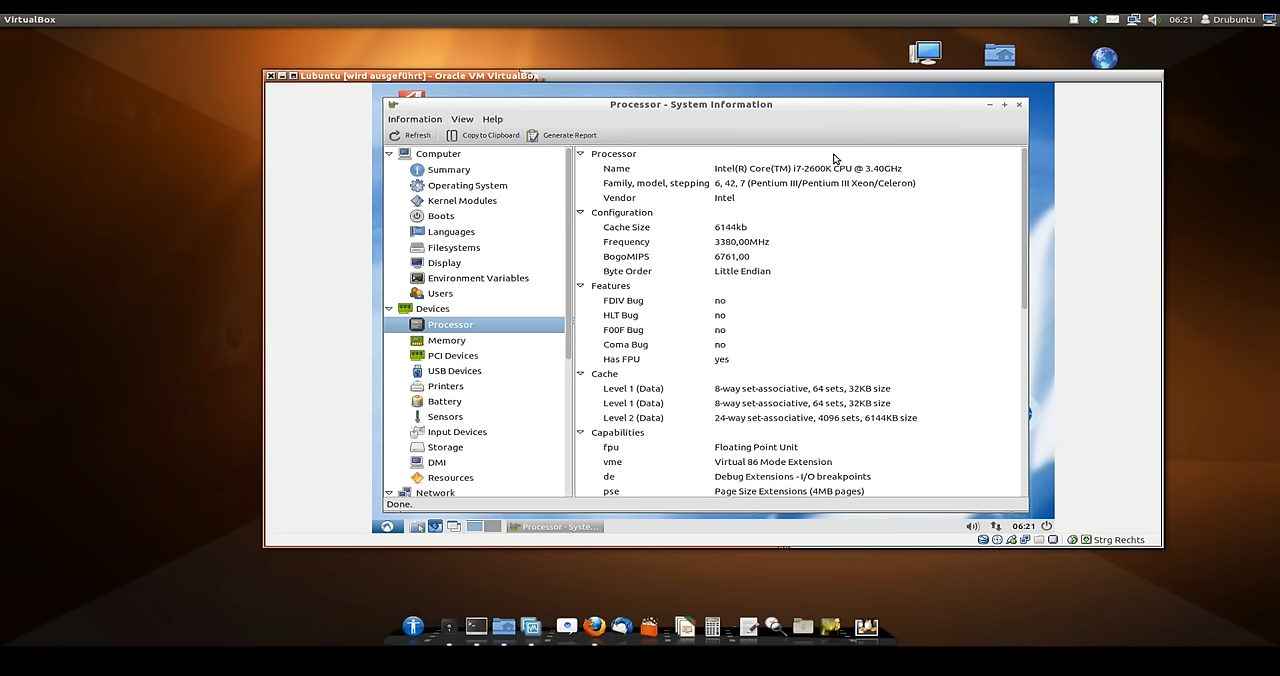 VirtualBox
06:21 Drubuntu
Lubuntu [wird ausgeführt] - Oracle VM VirtualBox
Processor - System Information
Information View Help
Refresh Copy to Clipboard Generate Report
Computer
Summary
Operating System
Kernel Modules
Boots
Languages
Filesystems
Display
Environment Variables
Users
Devices
Processor
Memory
PCI Devices
USB Devices
Printers
Battery
Sensors
Input Devices
Storage
DMI
Resources
Network
Processor
Name Intel(R) Core(TM) i7-2600K CPU @ 3.40GHz
Family, model, stepping 6, 42, 7 (Pentium III/Pentium III Xeon/Celeron)
Vendor Intel
Configuration
Cache Size 6144kb
Frequency 3380,00MHz
BogoMIPS 6761,00
Byte Order Little Endian
Features
FDIV Bug no
HLT Bug no
F00F Bug no
Coma Bug no
Has FPU yes
Cache
Level 1 (Data) 8-way set-associative, 64 sets, 32KB size
Level 1 (Data) 8-way set-associative, 64 sets, 32KB size
Level 2 (Data) 24-way set-associative, 4096 sets, 6144KB size
Capabilities
fpu Floating Point Unit
vme Virtual 86 Mode Extension
de Debug Extensions - I/O breakpoints
pse Page Size Extensions (4MB pages)
Done.
Processor - Syste...
06:21
Strg Rechts